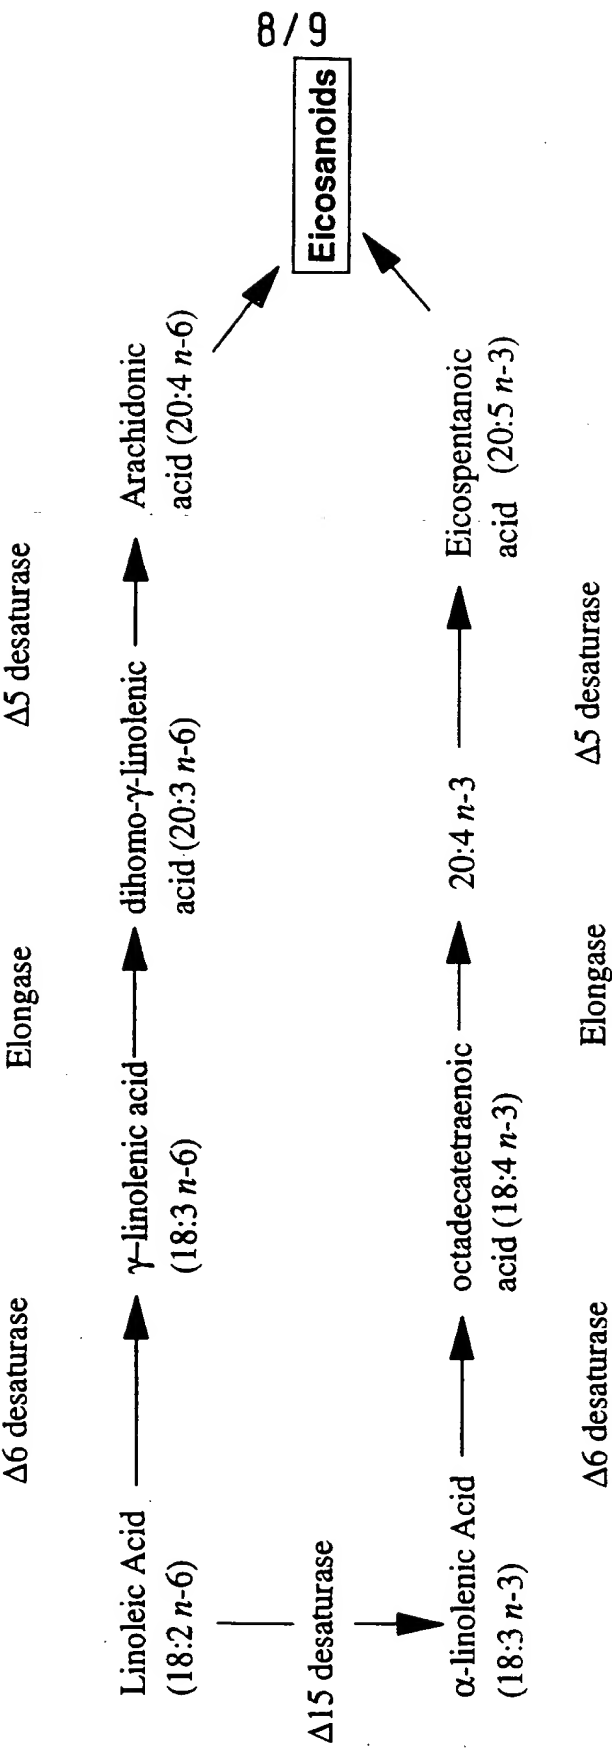 8/9
Δ6 desaturase
Elongase
Δ5 desaturase
Linoleic Acid
(18:2 n-6)
γ–linolenic acid
(18:3 n-6)
dihomo-γ-linolenic
acid (20:3 n-6)
Arachidonic
acid (20:4 n-6)
Δ15 desaturase
Eicosanoids
α-linolenic Acid
(18:3 n-3)
octadecatetraenoic
acid (18:4 n-3)
20:4 n-3
Eicospentanoic
acid (20:5 n-3)
Δ6 desaturase
Elongase
Δ5 desaturase